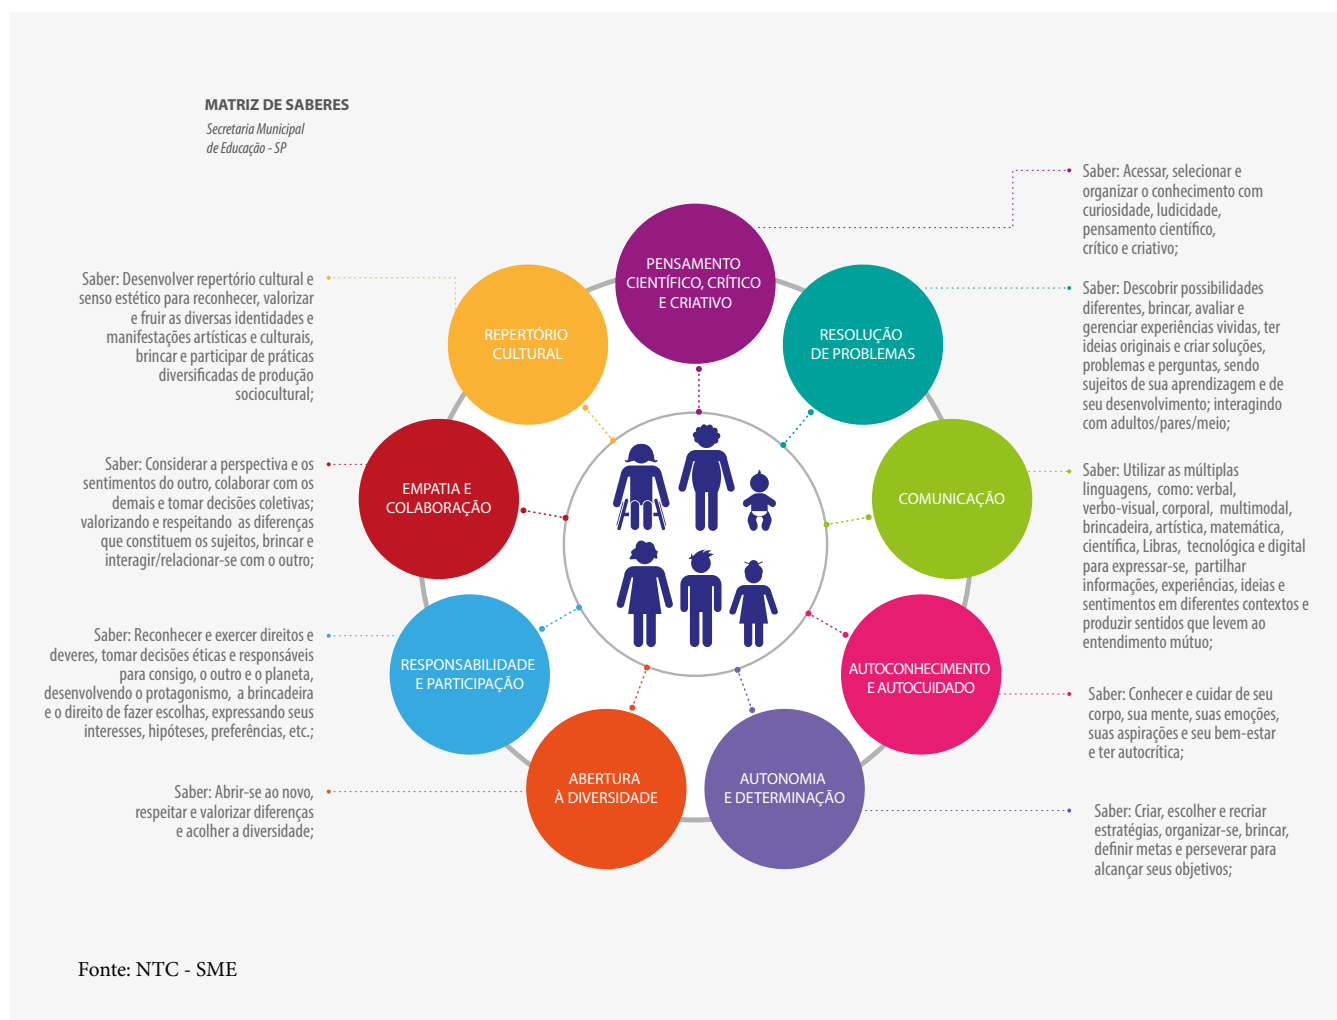 MATRIZ DE SABERES
Secretaria Municipal
de Educação - SP
PENSAMENTO
CIENTÍFICO, CRÍTICO
E CRIATIVO
Saber: Acessar, selecionar e
organizar o conhecimento com
curiosidade, ludicidade,
pensamento científico,
crítico e criativo;
RESOLUÇÃO
DE PROBLEMAS
Saber: Descobrir possibilidades
diferentes, brincar, avaliar e
gerenciar experiências vividas, ter
ideias originais e criar soluções,
problemas e perguntas, sendo
sujeitos de sua aprendizagem e de
seu desenvolvimento; interagindo
com adultos/pares/meio;
COMUNICAÇÃO
Saber: Utilizar as múltiplas
linguagens, como: verbal,
verbo-visual, corporal, multimodal,
brincadeira, artística, matemática,
científica, Libras, tecnológica e digital
para expressar-se, partilhar
informações, experiências, ideias e
sentimentos em diferentes contextos e
produzir sentidos que levem ao
entendimento mútuo;
AUTOCONHECIMENTO
E AUTOCUIDADO
Saber: Conhecer e cuidar de seu
corpo, sua mente, suas emoções,
suas aspirações e seu bem-estar
e ter autocrítica;
AUTONOMIA
E DETERMINAÇÃO
Saber: Criar, escolher e recriar
estratégias, organizar-se, brincar,
definir metas e perseverar para
alcançar seus objetivos;
ABERTURA
À DIVERSIDADE
Saber: Abrir-se ao novo,
respeitar e valorizar diferenças
e acolher a diversidade;
RESPONSABILIDADE
E PARTICIPAÇÃO
Saber: Reconhecer e exercer direitos e
deveres, tomar decisões éticas e responsáveis
para consigo, o outro e o planeta,
desenvolvendo o protagonismo, a brincadeira
e o direito de fazer escolhas, expressando seus
interesses, hipóteses, preferências, etc.;
EMPATIA E
COLABORAÇÃO
Saber: Considerar a perspectiva e os
sentimentos do outro, colaborar com os
demais e tomar decisões coletivas;
valorizando e respeitando as diferenças
que constituem os sujeitos, brincar e
interagir/relacionar-se com o outro;
REPERTÓRIO
CULTURAL
Saber: Desenvolver repertório cultural e
senso estético para reconhecer, valorizar
e fruir as diversas identidades e
manifestações artísticas e culturais,
brincar e participar de práticas
diversificadas de produção
sociocultural;
Fonte: NTC - SME